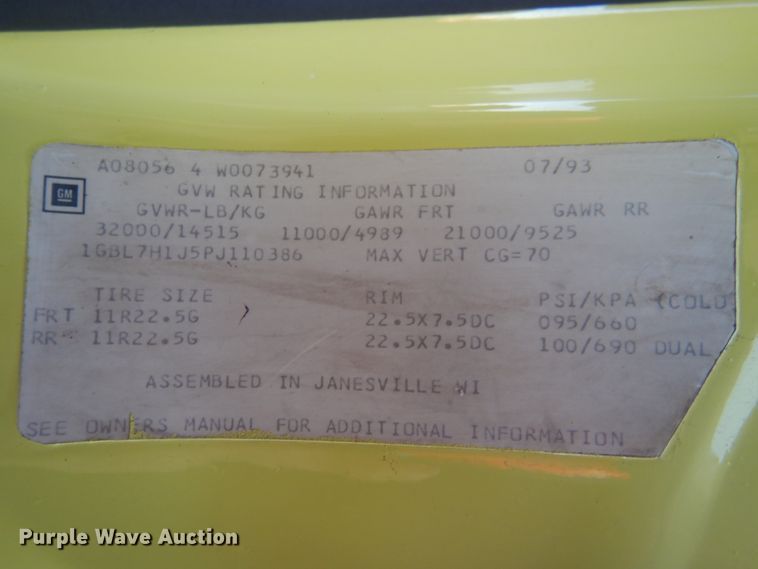 A08056 4 W0073941 07/93
GM
GVW RATING INFORMATION
GVWR-LB/KG GAWR FRT GAWR RR
32000/14515 11000/4989 21000/9525
1GBL7H1J5PJ110386 MAX VERT CG=70
TIRE SIZE RIM PSI/KPA (COLD
FRT 11R22.5G 22.5X7.5DC 095/660
RR 11R22.5G 22.5X7.5DC 100/690 DUAL
ASSEMBLED IN JANESVILLE WI
SEE OWNERS MANUAL FOR ADDITIONAL INFORMATION
Purple Wave Auction